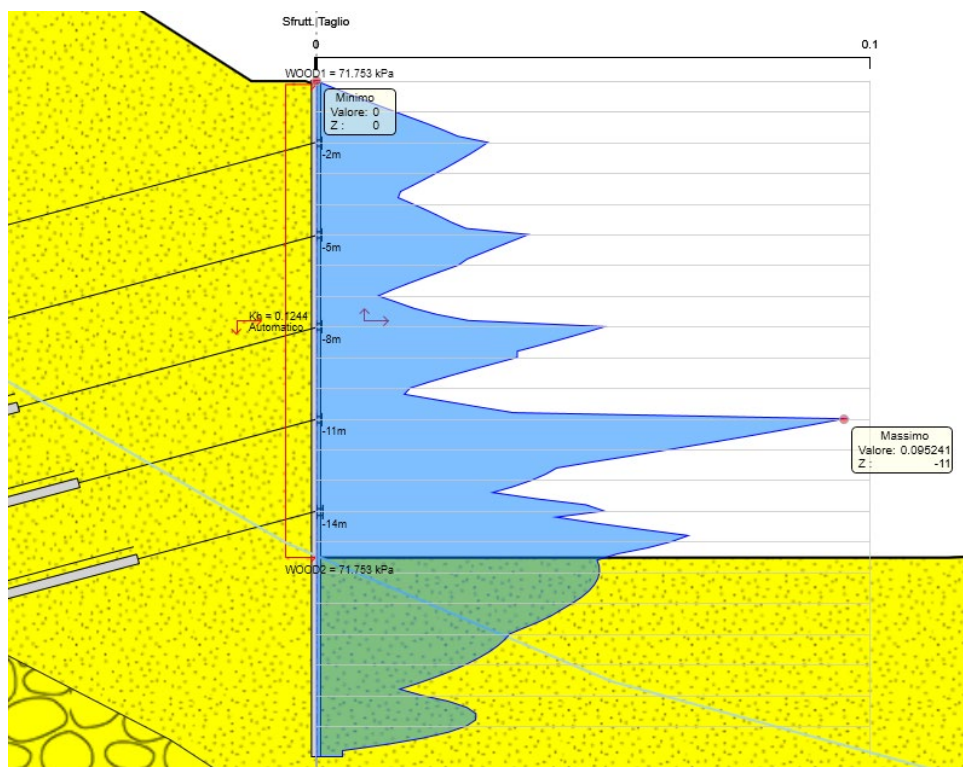 Sfrutt. Taglio
0 0.1
WOOD1 = 71.753 kPa
Minimo
Valore: 0
Z : 0
-2m
-5m
Kh = 0.1244
Automatico
-8m
-11m
Massimo
Valore: 0.095241
Z : -11
-14m
WOOD2 = 71.753 kPa